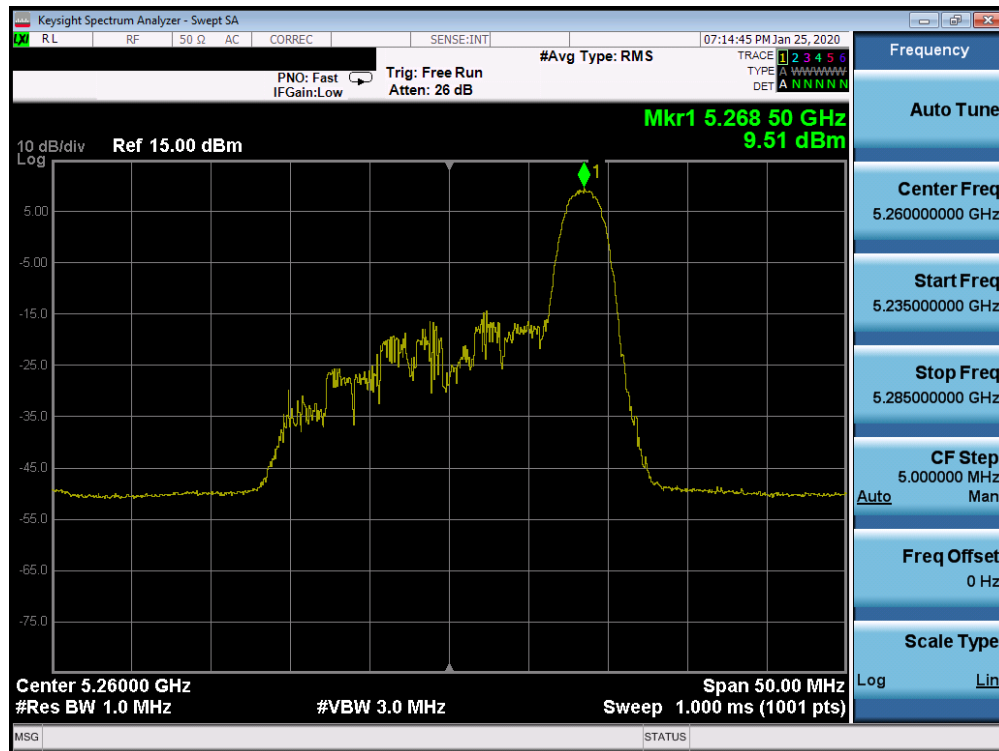 Keysight Spectrum Analyzer - Swept SA
LXI RL RF 50 Ω AC CORREC SENSE:INT 07:14:45 PM Jan 25, 2020
#Avg Type: RMS
TRACE 1 2 3 4 5 6
PNO: Fast Trig: Free Run
TYPE A WWWWW
IFGain:Low Atten: 26 dB
DET A N N N N N
Mkr1 5.268 50 GHz
9.51 dBm
10 dB/div Ref 15.00 dBm
Log
1
5.00
-5.00
-15.0
-25.0
-35.0
-45.0
-55.0
-65.0
-75.0
Center 5.26000 GHz Span 50.00 MHz
#Res BW 1.0 MHz #VBW 3.0 MHz Sweep 1.000 ms (1001 pts)
MSG STATUS
Frequency
Auto Tune
Center Freq
5.260000000 GHz
Start Freq
5.235000000 GHz
Stop Freq
5.285000000 GHz
CF Step
5.000000 MHz
Auto Man
Freq Offset
0 Hz
Scale Type
Log Lin